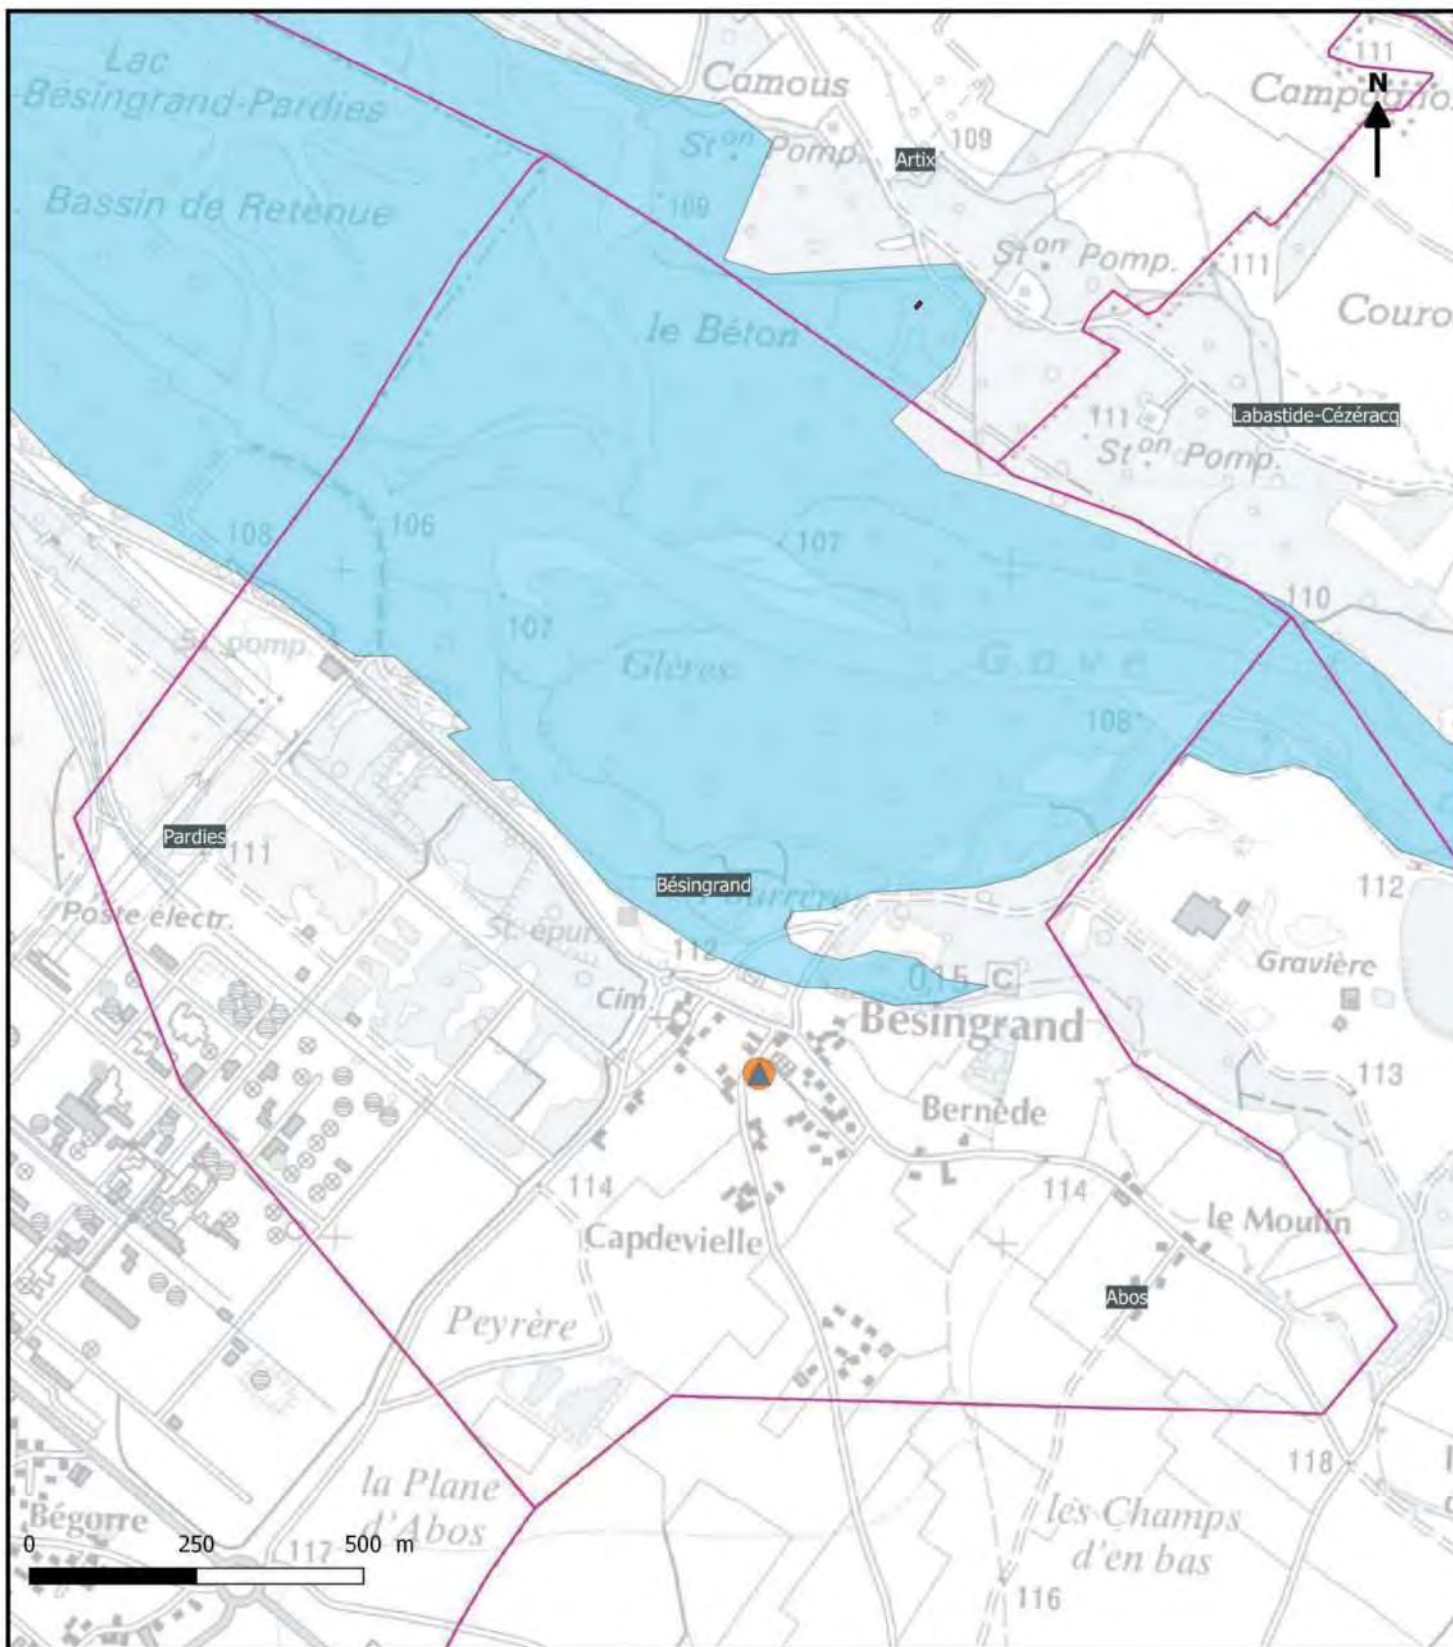 Lac
Bésingrand-Pardies
Bassin de Retenue
Camous
St.on Pomp.
109
Artix
109
111
N
St.on Pomp.
111
Couro
le Béton
Labastide-Cézéracq
111
St.on Pomp.
108
106
107
107
110
St. pomp.
Glères
Gave
108
Pardies
111
Bésingrand
112
Poste électr.
St. épur.
112
Gravière
Cim.
0,15 C
Bésingrand
113
Bernède
114
114
le Moulin
Capdevielle
Abos
Peyrère
118
la Plane
d'Abos
les Champs
d'en bas
Bégorre
0 250 500 m
117
116